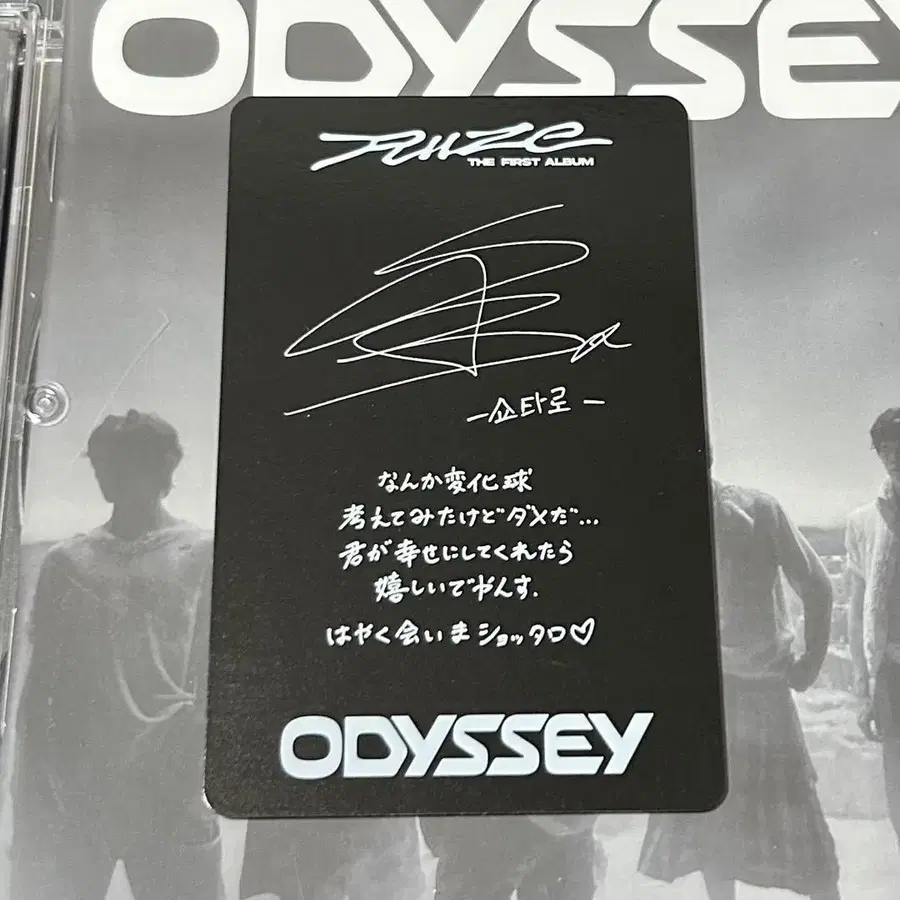 ODYSSEY
RIIZE
THE FIRST ALBUM
—쇼타로—
なんか変化球
考えてみたけどダメだ...
君が幸せにしてくれたら
嬉しいでやんす.
はやく会いまショッタロ♡
ODYSSEY